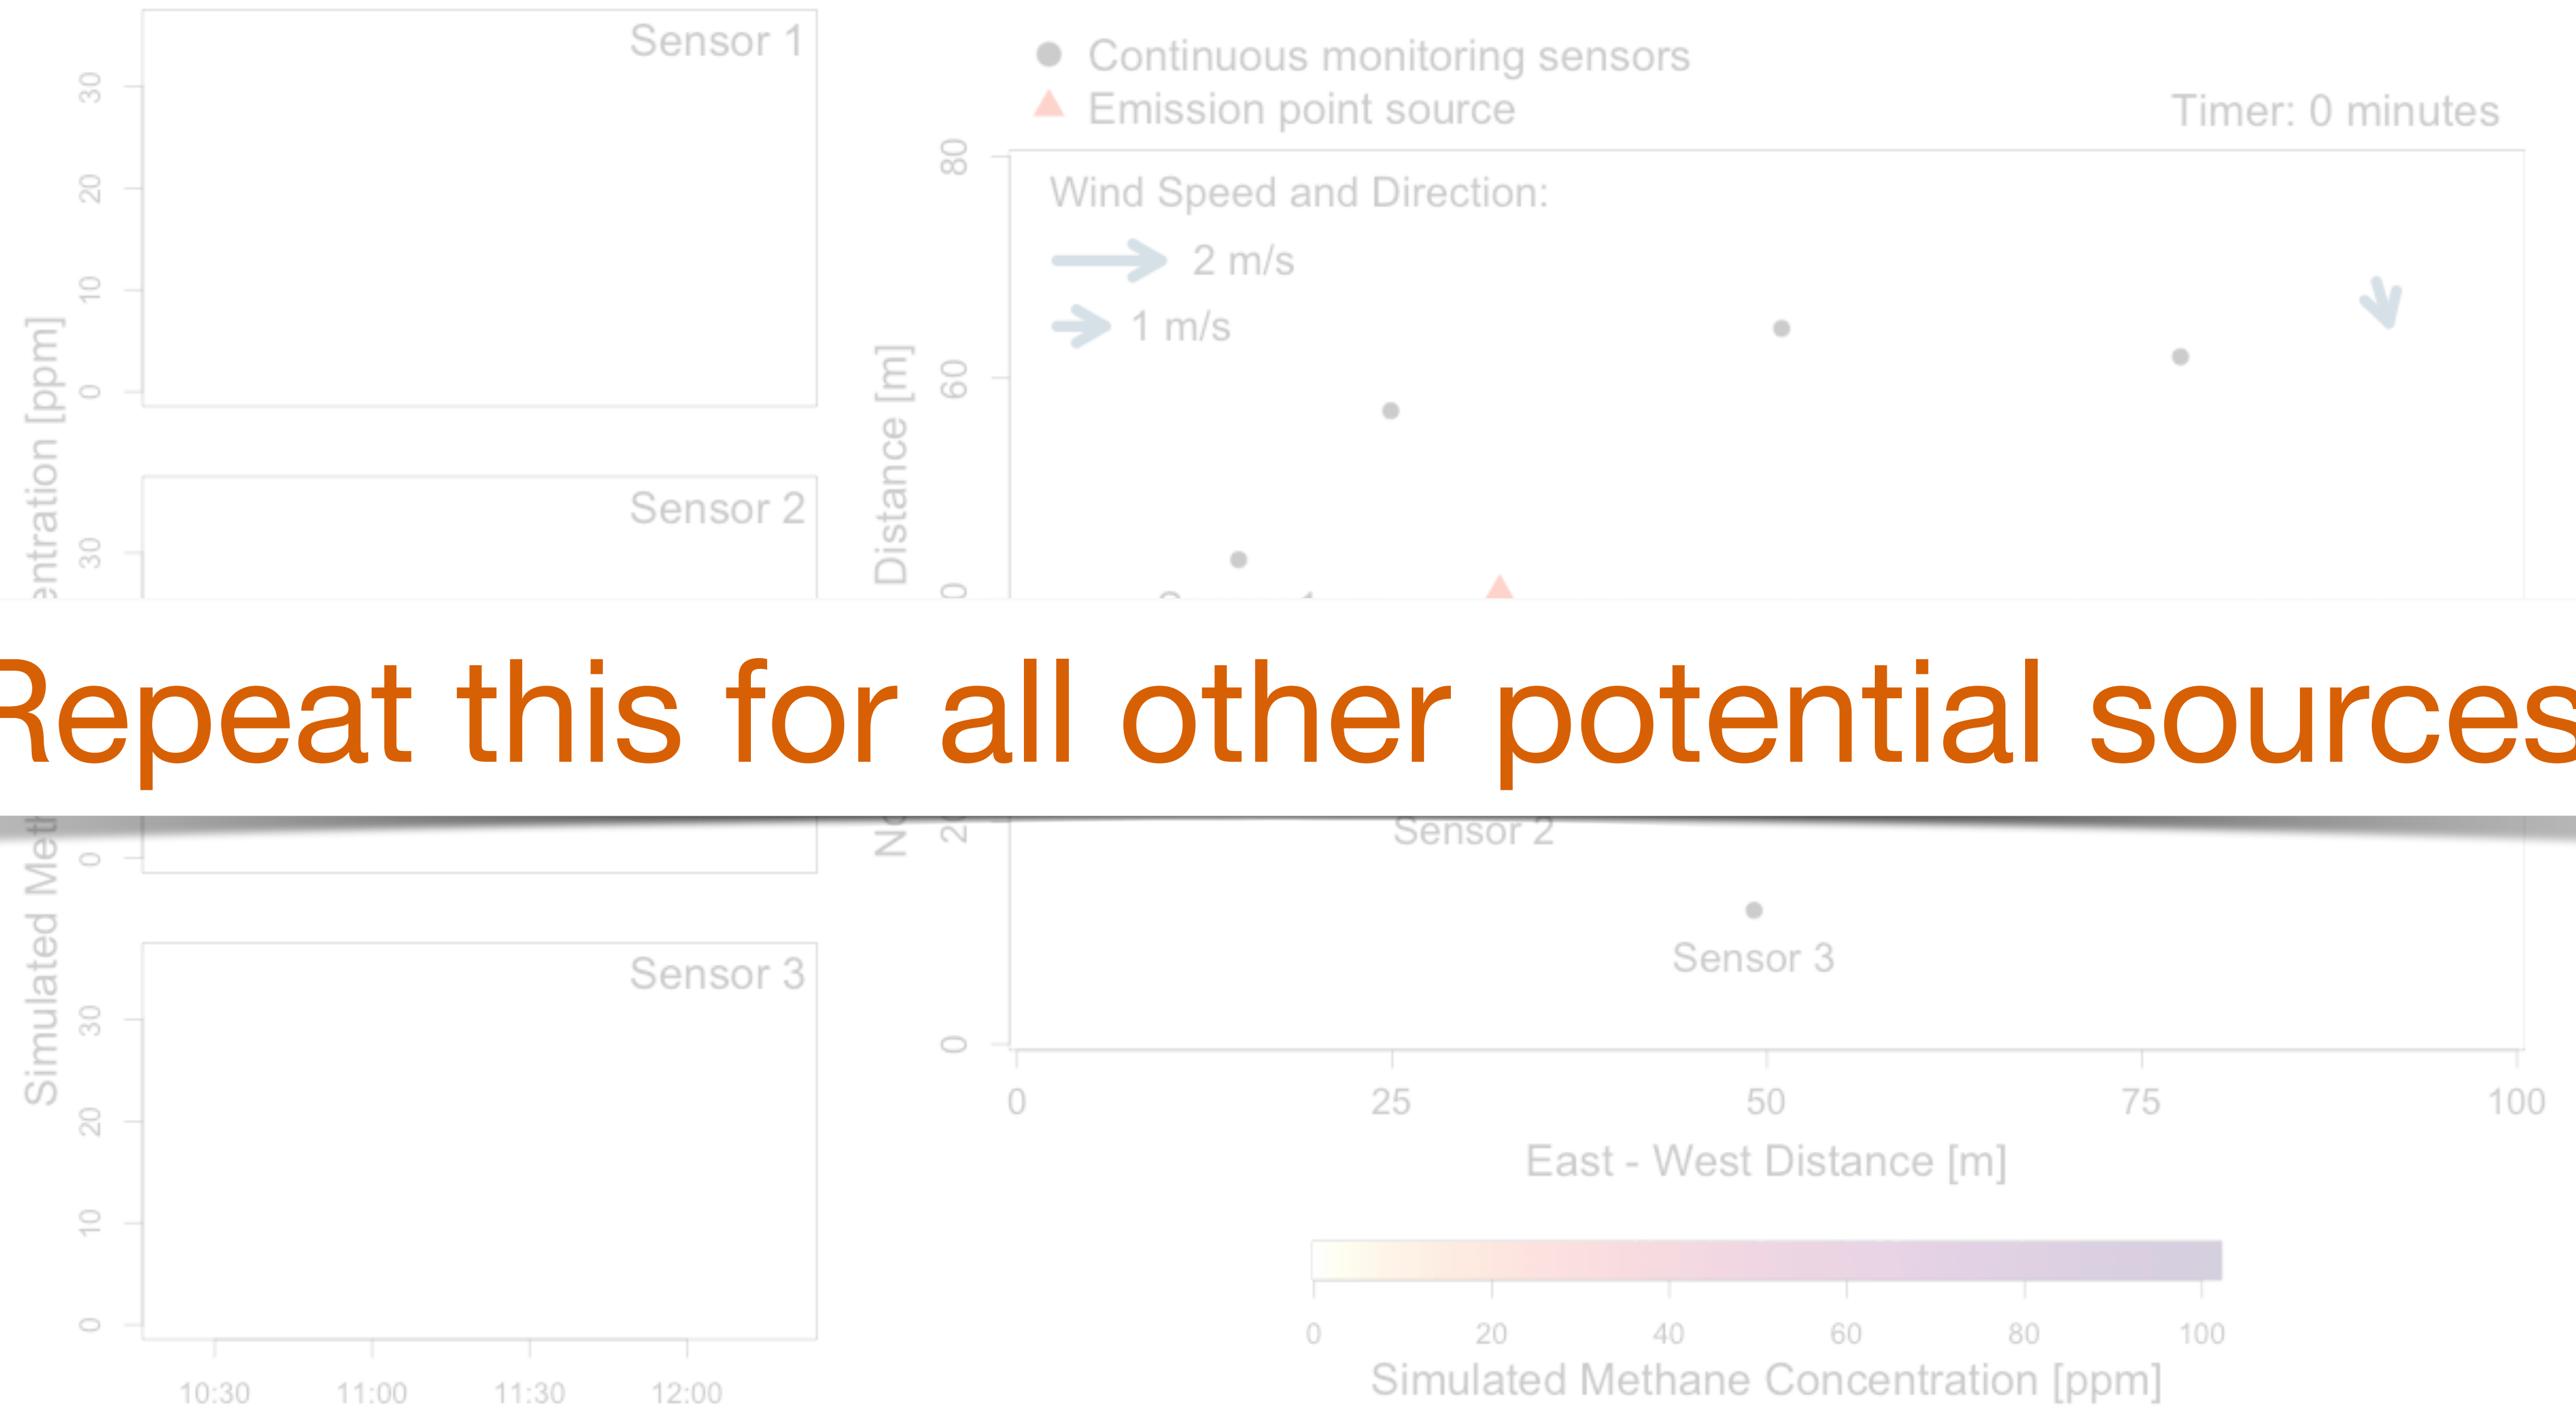 Sensor 1
30
20
10
0
Sensor 2
30
0
Sensor 3
30
20
10
0
10:30 11:00 11:30 12:00
Simulated
[ppm]
Continuous monitoring sensors
Emission point source
Timer: 0 minutes
Wind Speed and Direction:
2 m/s
1 m/s
80
60
20
0
Distance [m]
Repeat this for all other potential sources
Sensor 2
Sensor 3
0 25 50 75 100
East - West Distance [m]
0 20 40 60 80 100
Simulated Methane Concentration [ppm]